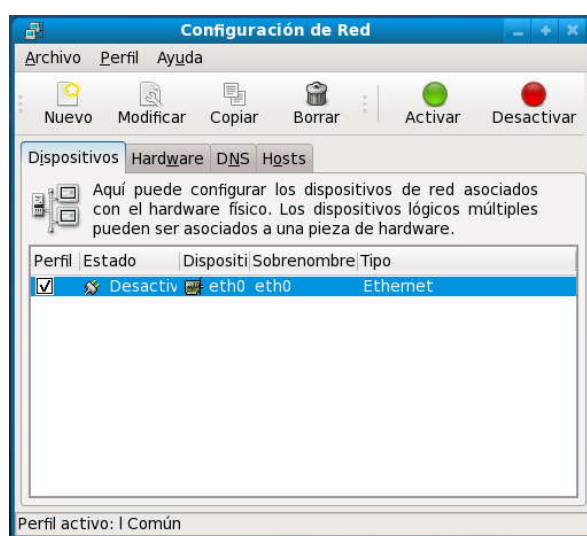 Configuración de Red
Archivo Perfil Ayuda
Nuevo Modificar Copiar Borrar Activar Desactivar
Dispositivos Hardware DNS Hosts
Aquí puede configurar los dispositivos de red asociados
con el hardware físico. Los dispositivos lógicos múltiples
pueden ser asociados a una pieza de hardware.
Perfil Estado Dispositi Sobrenombre Tipo
Desactiv eth0 eth0 Ethernet
Perfil activo: l Común